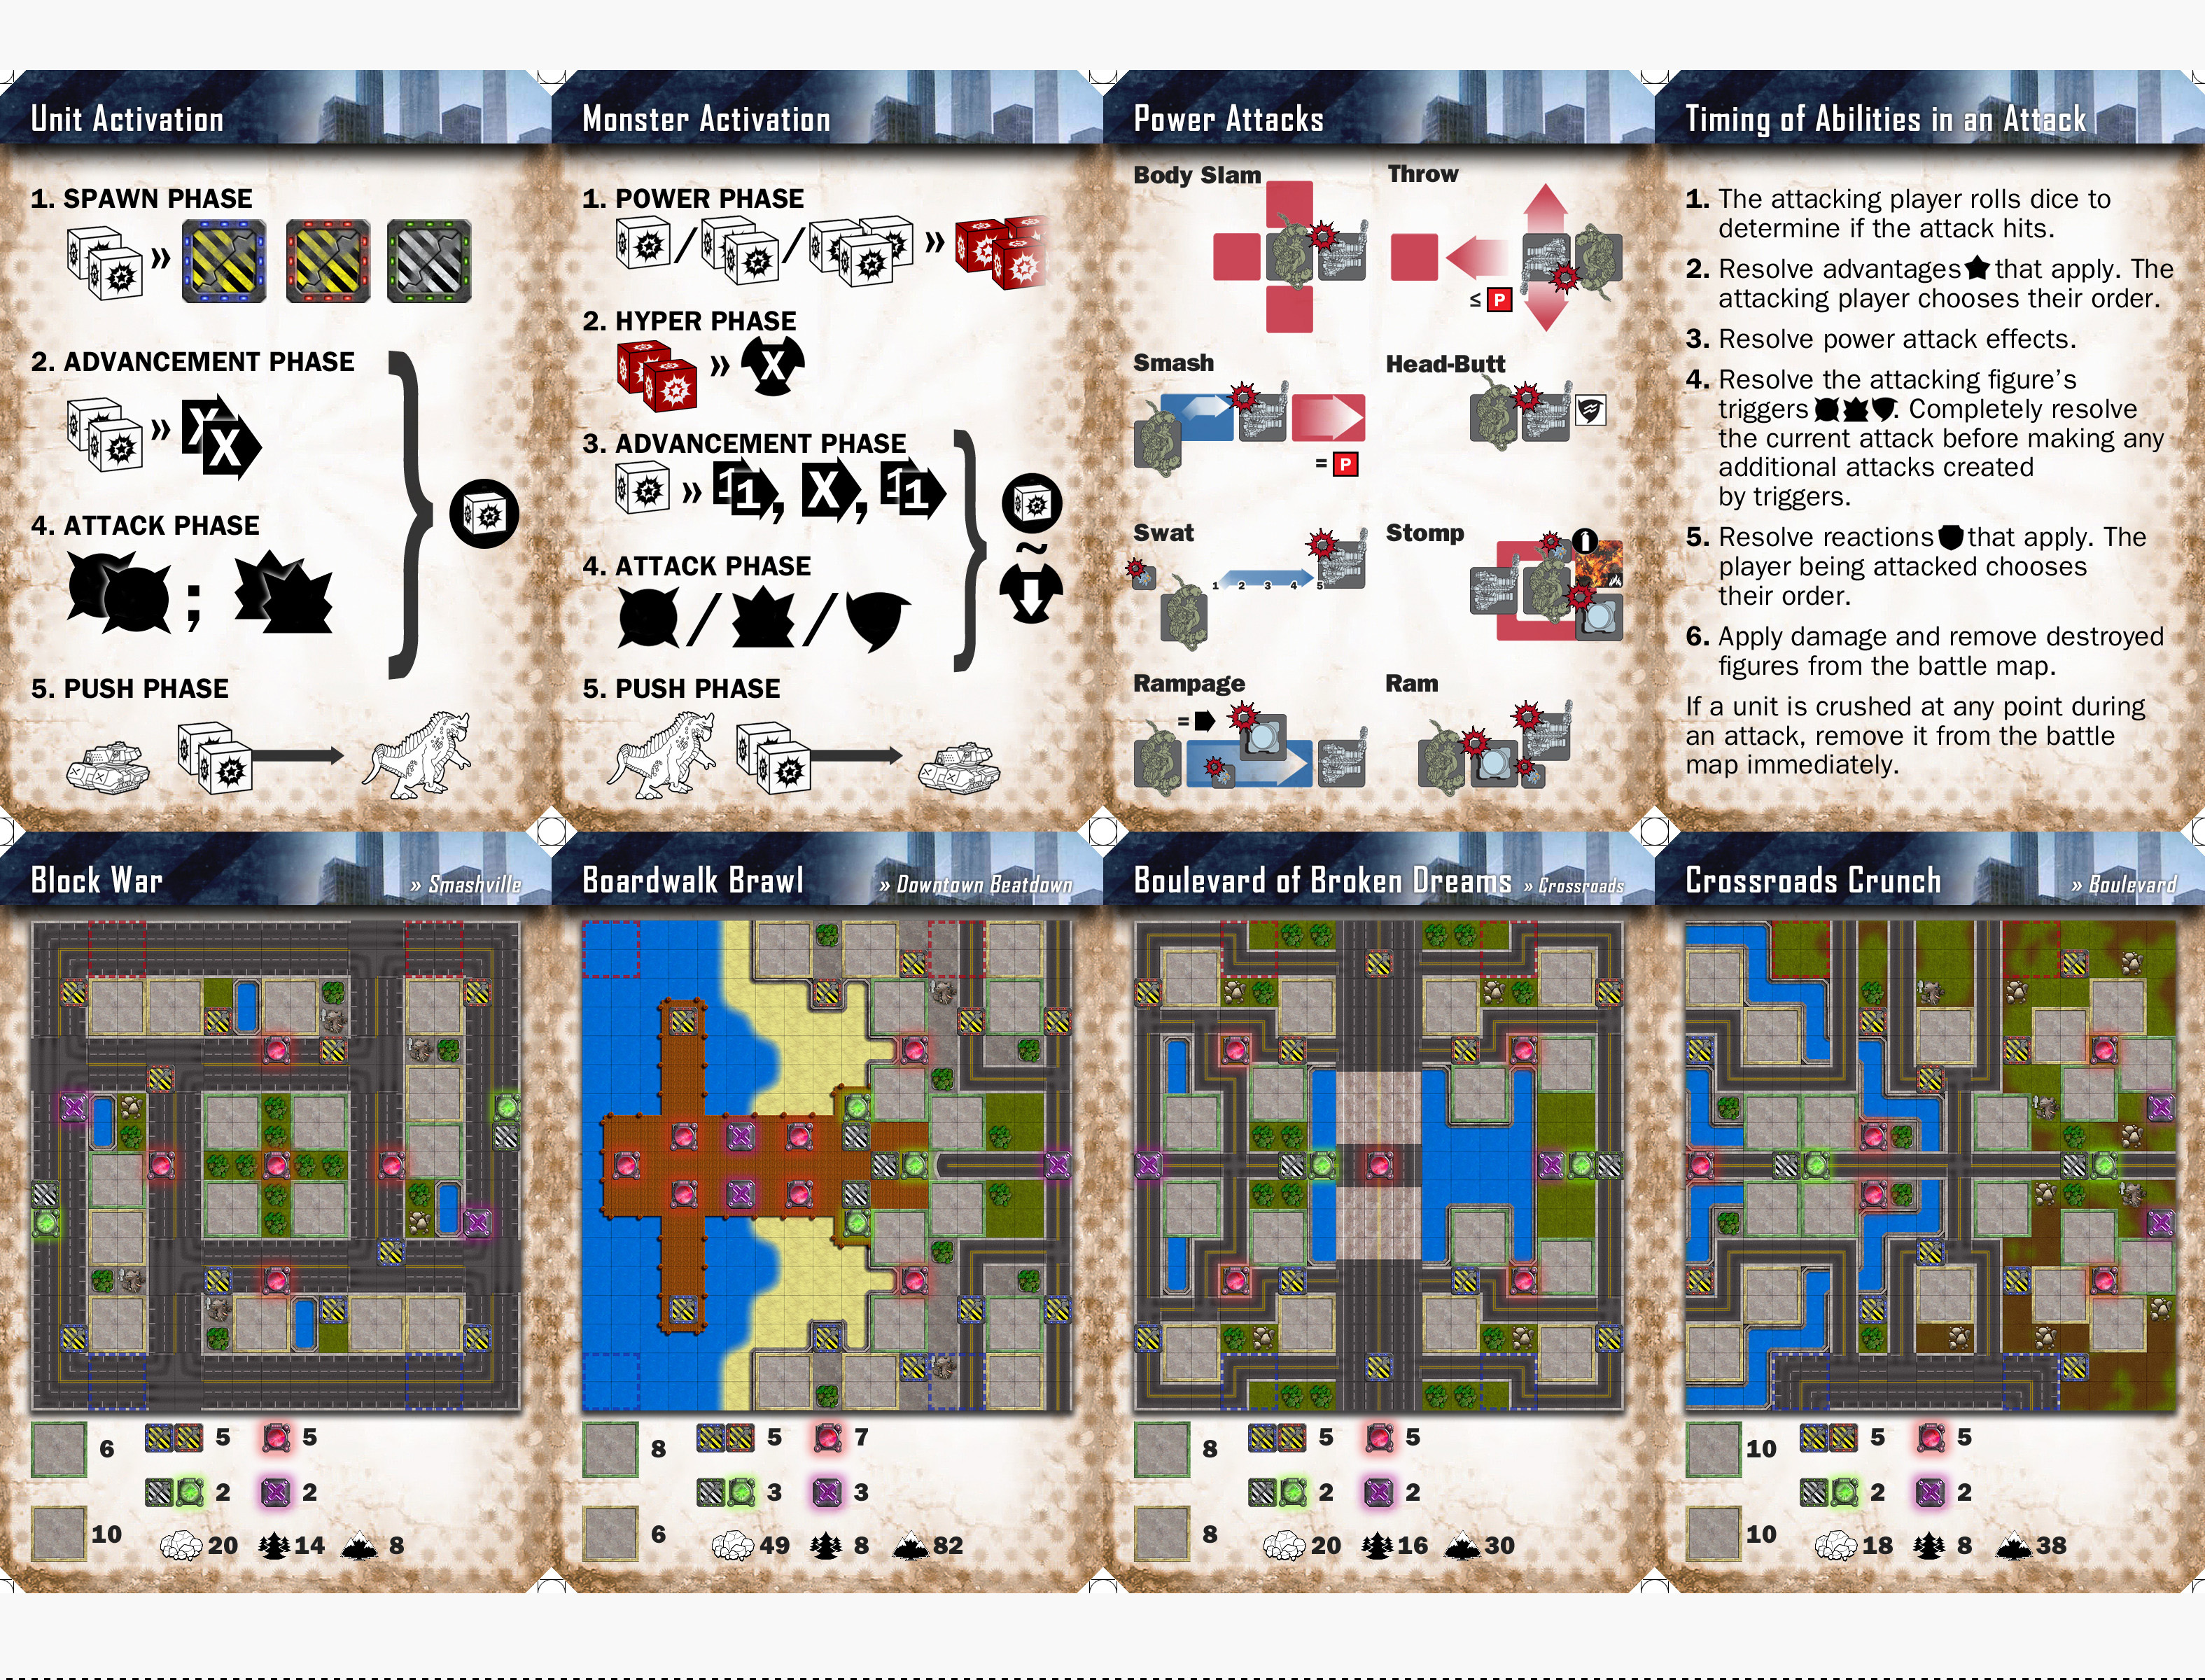 Unit Activation
1. SPAWN PHASE
»
2. ADVANCEMENT PHASE
» X X
4. ATTACK PHASE
;
5. PUSH PHASE
Monster Activation
1. POWER PHASE
/ / »
2. HYPER PHASE
» X
3. ADVANCEMENT PHASE
» 1 1, X, 1 1
~
4. ATTACK PHASE
/ /
5. PUSH PHASE
Power Attacks
Body Slam
Throw
≤ P
Smash
= P
Head-Butt
Swat
1 2 3 4 5
Stomp
Rampage
=
Ram
Timing of Abilities in an Attack
1. The attacking player rolls dice to
determine if the attack hits.
2. Resolve advantages that apply. The
attacking player chooses their order.
3. Resolve power attack effects.
4. Resolve the attacking figure's
triggers . Completely resolve
the current attack before making any
additional attacks created
by triggers.
5. Resolve reactions that apply. The
player being attacked chooses
their order.
6. Apply damage and remove destroyed
figures from the battle map.
If a unit is crushed at any point during
an attack, remove it from the battle
map immediately.
Block War » Smashville
6 5 5
2 2
10 20 14 8
Boardwalk Brawl » Downtown Beatdown
8 5 7
3 3
6 49 8 82
Boulevard of Broken Dreams » Crossroads
8 5 5
2 2
8 20 16 30
Crossroads Crunch » Boulevard
10 5 5
2 2
10 18 8 38